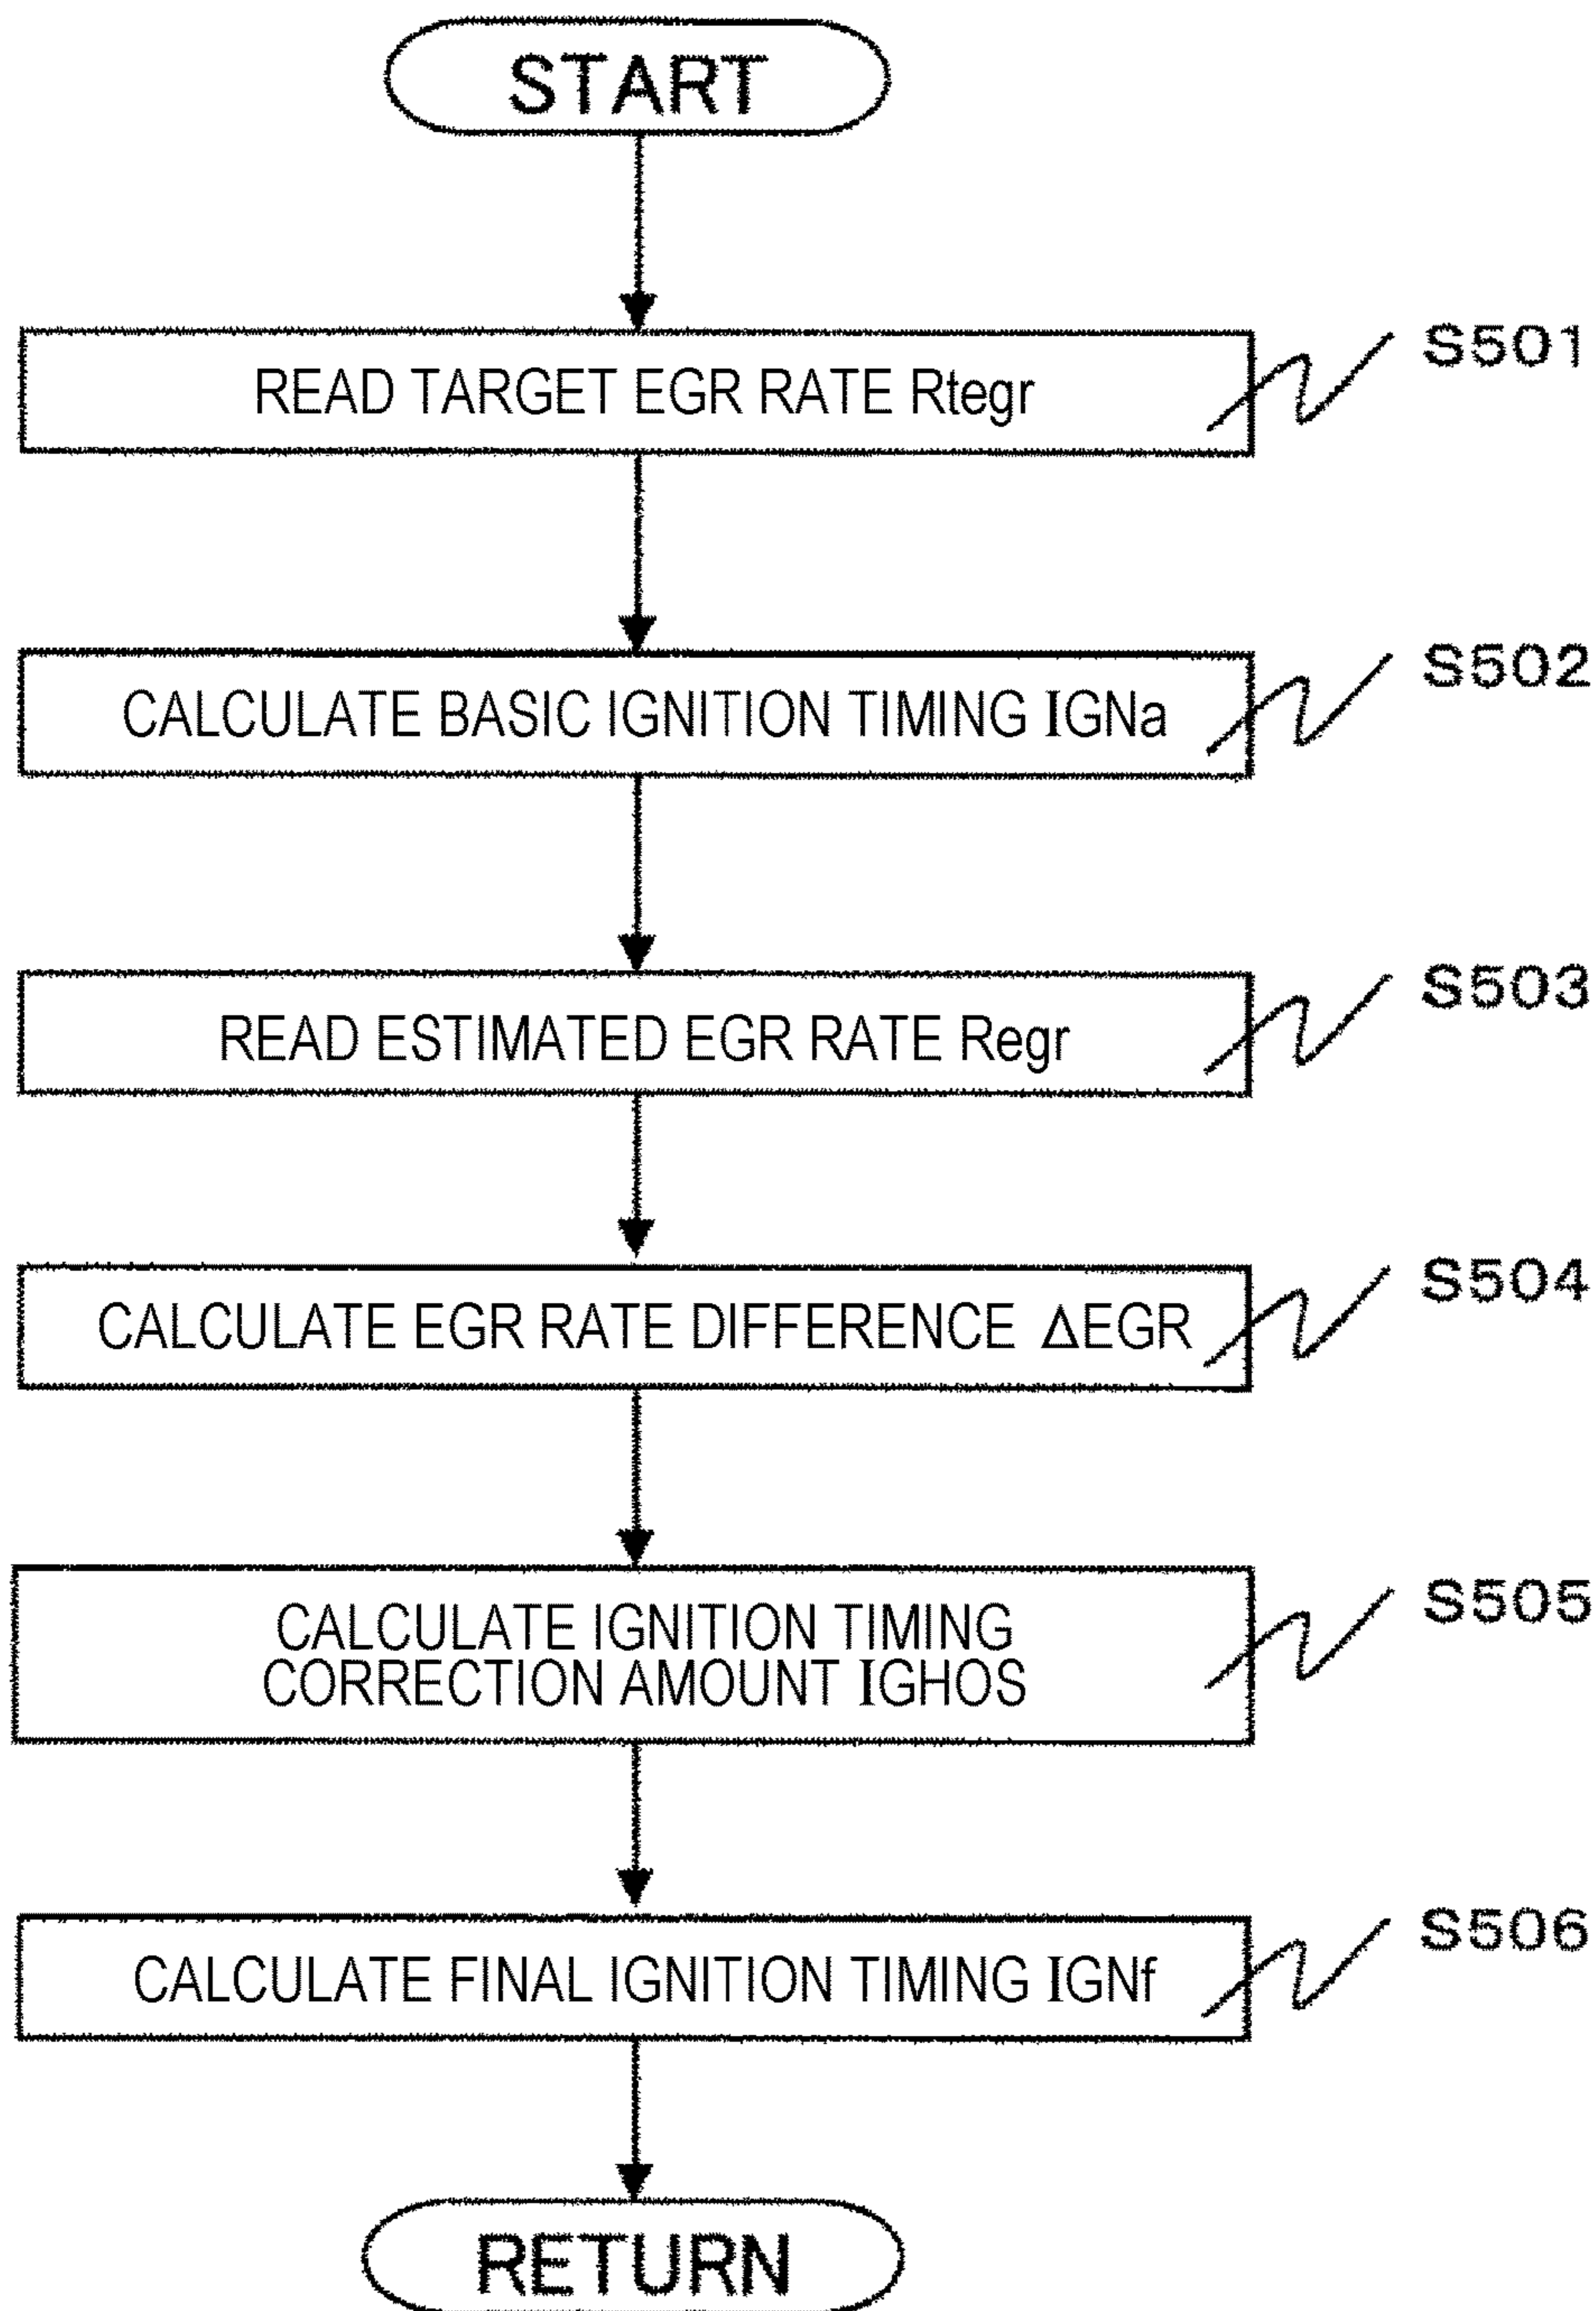 START
READ TARGET EGR RATE Rtegr
S501
CALCULATE BASIC IGNITION TIMING IGNa
S502
READ ESTIMATED EGR RATE Regr
S503
CALCULATE EGR RATE DIFFERENCE ΔEGR
S504
CALCULATE IGNITION TIMING
CORRECTION AMOUNT IGHOS
S505
CALCULATE FINAL IGNITION TIMING IGNf
S506
RETURN